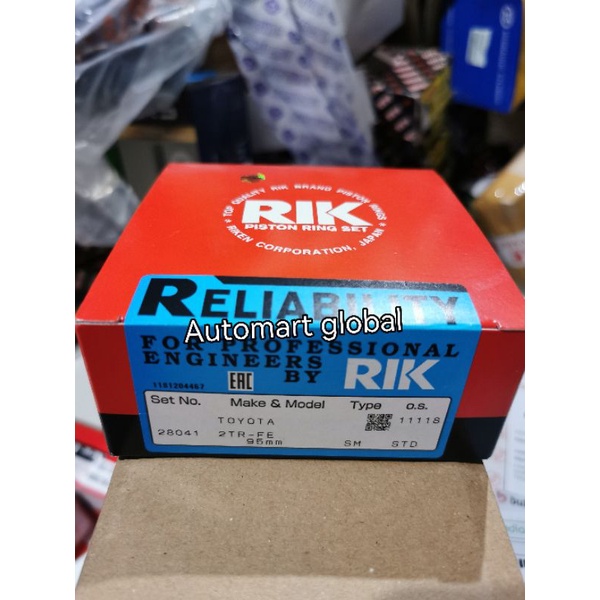 ★ TOP QUALITY RIK BRAND PISTON RINGS ★
RIK
PISTON RING SET
RIKEN CORPORATION, JAPAN
RELIABILITY
Automart global
FOR PROFESSIONAL
ENGINEERS
BY RIK
1181204467
EAC
Set No. Make & Model Type o.s.
TOYOTA 11118
28041 2TR-FE SM STD
95mm